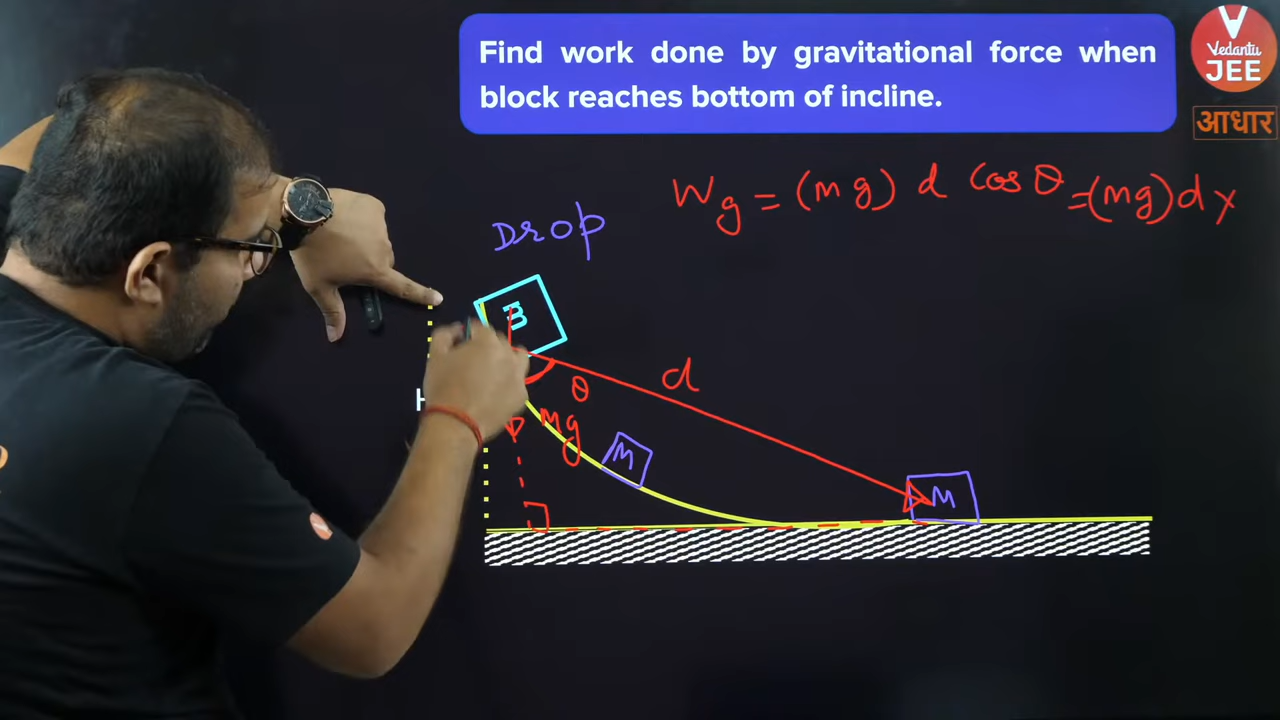 Find work done by gravitational force when
block reaches bottom of incline.
Vedantu
JEE
आधार
Wg = (mg) d cos θ = (mg) d x
Drop
B
H
d
θ
mg
M
M